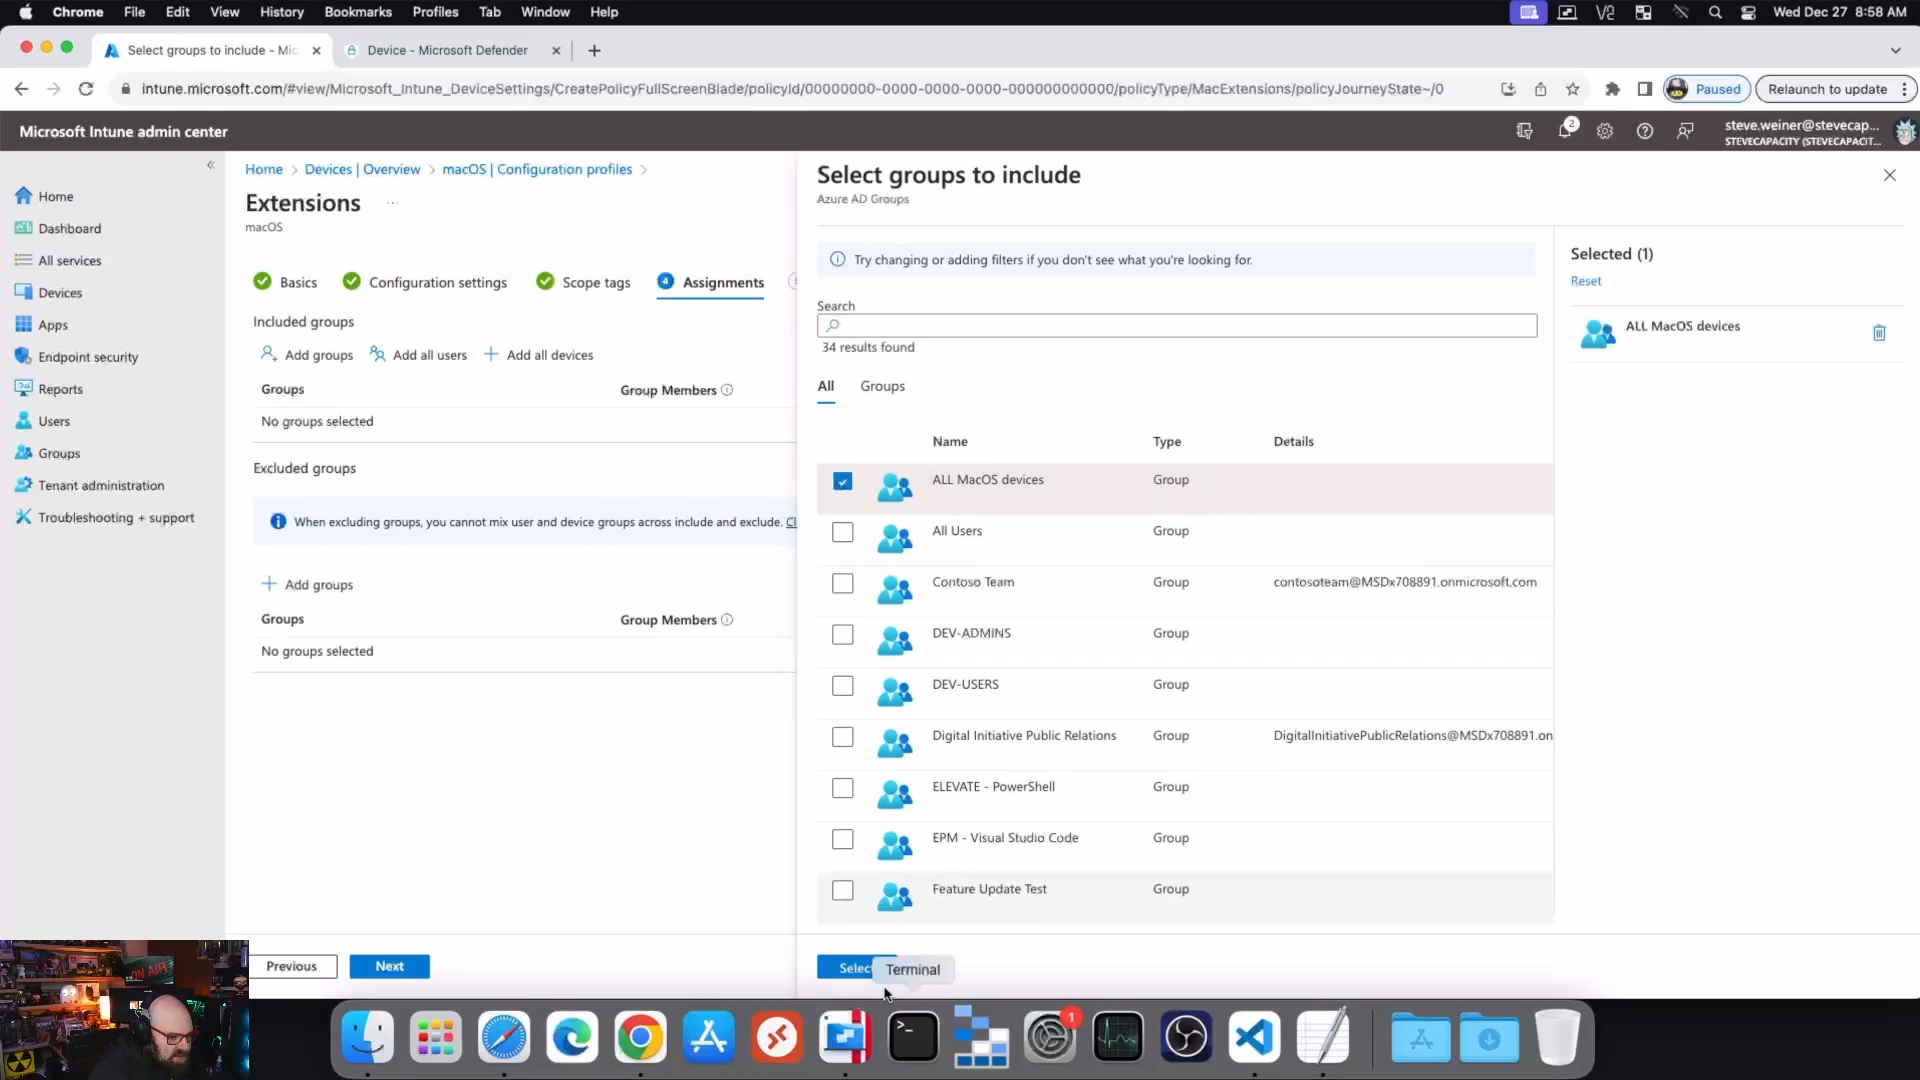 Chrome File Edit View History Bookmarks Profiles Tab Window Help
Wed Dec 27 8:58 AM
Select groups to include - Mic
Device - Microsoft Defender
intune.microsoft.com/#view/Microsoft_Intune_DeviceSettings/CreatePolicyFullScreenBlade/policyId/00000000-0000-0000-0000-000000000000/policyType/MacExtensions/policyJourneyState~/0
Paused
Relaunch to update
Microsoft Intune admin center
2
steve.weiner@stevecap...
STEVECAPACITY (STEVECAPACIT...
Home
Dashboard
All services
Devices
Apps
Endpoint security
Reports
Users
Groups
Tenant administration
Troubleshooting + support
Home > Devices | Overview > macOS | Configuration profiles >
Extensions ...
macOS
Basics
Configuration settings
Scope tags
4 Assignments
Included groups
Add groups
Add all users
Add all devices
Groups
Group Members
No groups selected
Excluded groups
When excluding groups, you cannot mix user and device groups across include and exclude. Cl
Add groups
Groups
Group Members
No groups selected
Previous
Next
Select groups to include
Azure AD Groups
Try changing or adding filters if you don't see what you're looking for.
Search
34 results found
All
Groups
Name Type Details
ALL MacOS devices Group
All Users Group
Contoso Team Group contosoteam@MSDx708891.onmicrosoft.com
DEV-ADMINS Group
DEV-USERS Group
Digital Initiative Public Relations Group DigitalInitiativePublicRelations@MSDx708891.on
ELEVATE - PowerShell Group
EPM - Visual Studio Code Group
Feature Update Test Group
Selected (1)
Reset
ALL MacOS devices
Select
Terminal
ON AIR
1